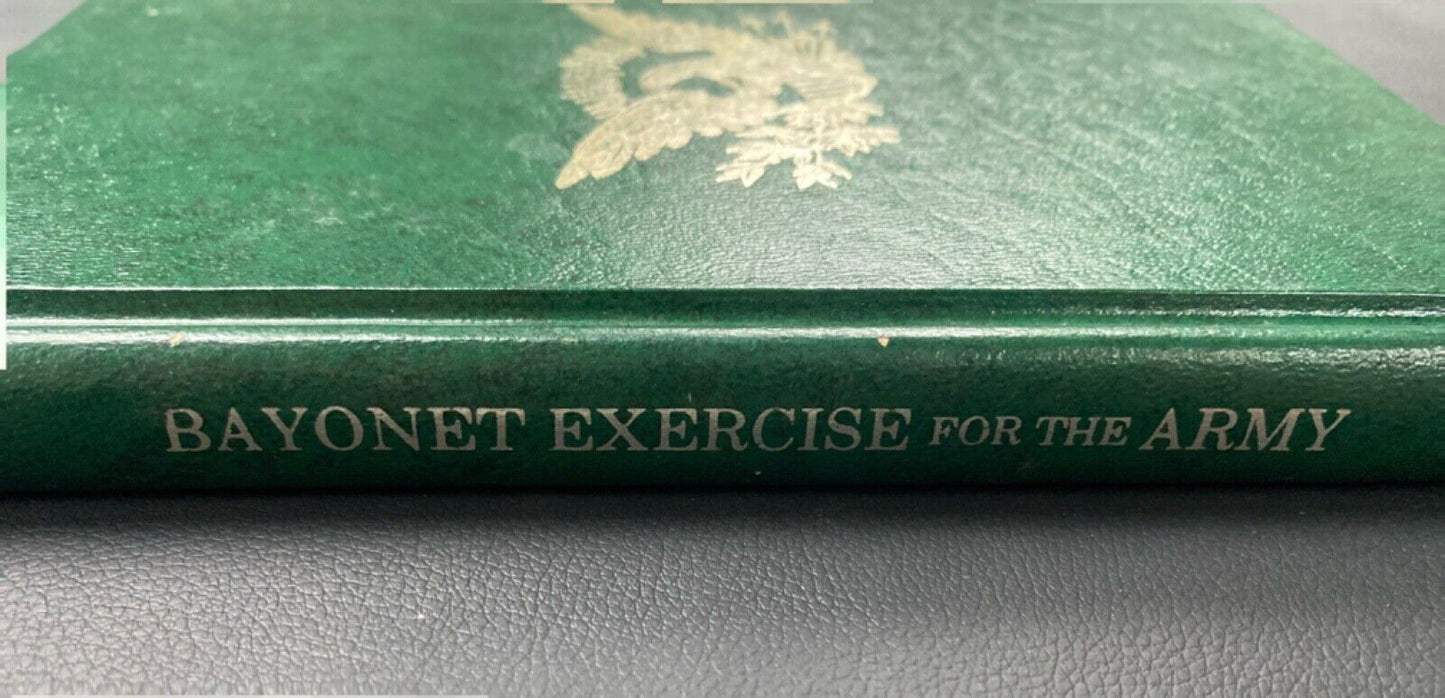 BAYONET EXERCISE FOR THE ARMY